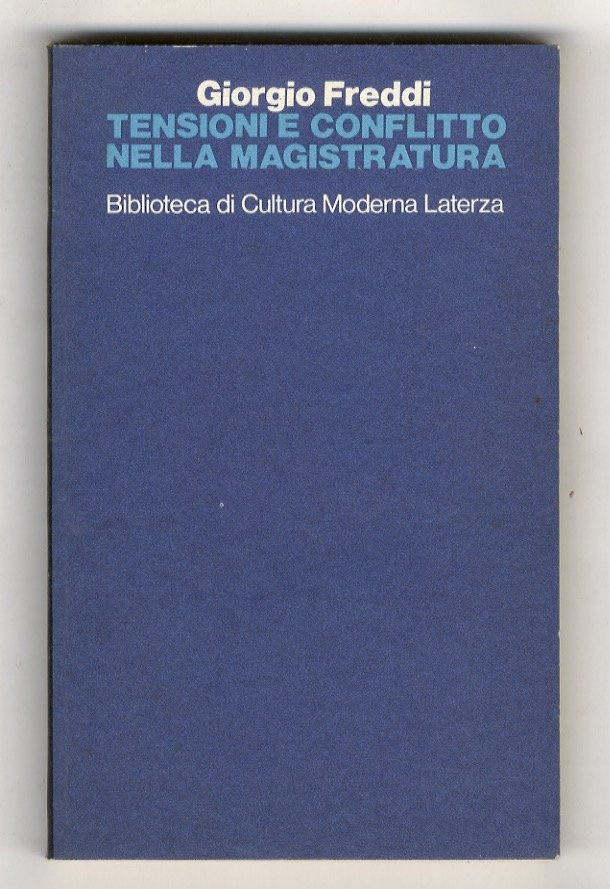 Giorgio Freddi
TENSIONI E CONFLITTO
NELLA MAGISTRATURA
Biblioteca di Cultura Moderna Laterza